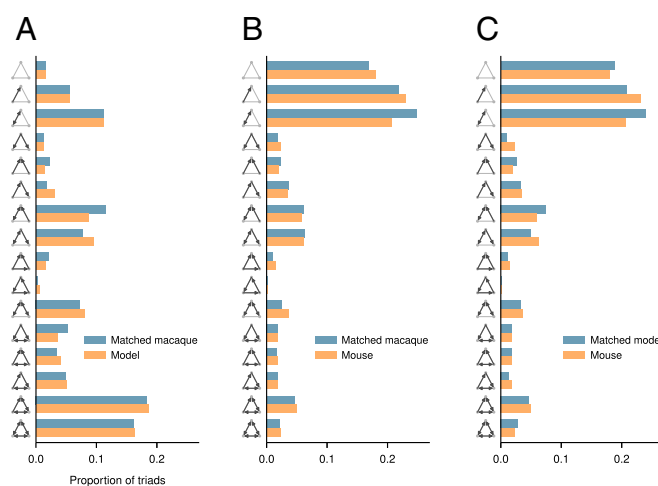 A B C
Matched macaque
Model
Matched macaque
Mouse
Matched mode
Mouse
0.0 0.1 0.2
0.0 0.1 0.2
0.0 0.1 0.2
Proportion of triads